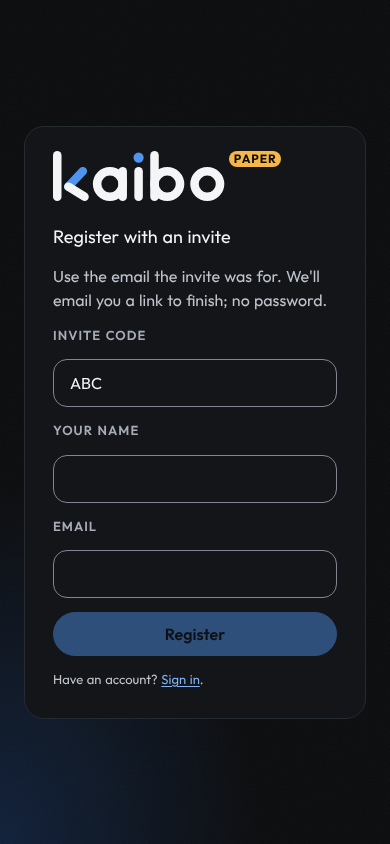 kaibo PAPER
Register with an invite
Use the email the invite was for. We'll
email you a link to finish; no password.
INVITE CODE
ABC
YOUR NAME
EMAIL
Register
Have an account? Sign in.